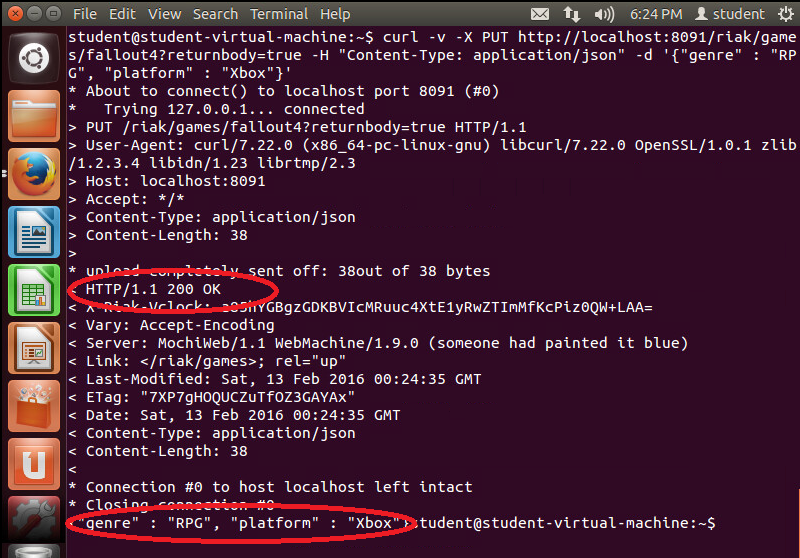 File Edit View Search Terminal Help 6:24 PM student
student@student-virtual-machine:~$ curl -v -X PUT http://localhost:8091/riak/game
s/fallout4?returnbody=true -H "Content-Type: application/json" -d '{"genre" : "RP
G", "platform" : "Xbox"}'
* About to connect() to localhost port 8091 (#0)
*   Trying 127.0.0.1... connected
> PUT /riak/games/fallout4?returnbody=true HTTP/1.1
> User-Agent: curl/7.22.0 (x86_64-pc-linux-gnu) libcurl/7.22.0 OpenSSL/1.0.1 zlib
/1.2.3.4 libidn/1.23 librtmp/2.3
> Host: localhost:8091
> Accept: */*
> Content-Type: application/json
> Content-Length: 38
>
* upload completely sent off: 38out of 38 bytes
< HTTP/1.1 200 OK
< X-Riak-Vclock: a85hYGBgzGDKBVIcMRuuc4XtE1yRwZTImMfKcPiz0QW+LAA=
< Vary: Accept-Encoding
< Server: MochiWeb/1.1 WebMachine/1.9.0 (someone had painted it blue)
< Link: </riak/games>; rel="up"
< Last-Modified: Sat, 13 Feb 2016 00:24:35 GMT
< ETag: "7XP7gHOQUCZuTfOZ3GAYAx"
< Date: Sat, 13 Feb 2016 00:24:35 GMT
< Content-Type: application/json
< Content-Length: 38
<
* Connection #0 to host localhost left intact
* Closing connection #0
{"genre" : "RPG", "platform" : "Xbox"}student@student-virtual-machine:~$